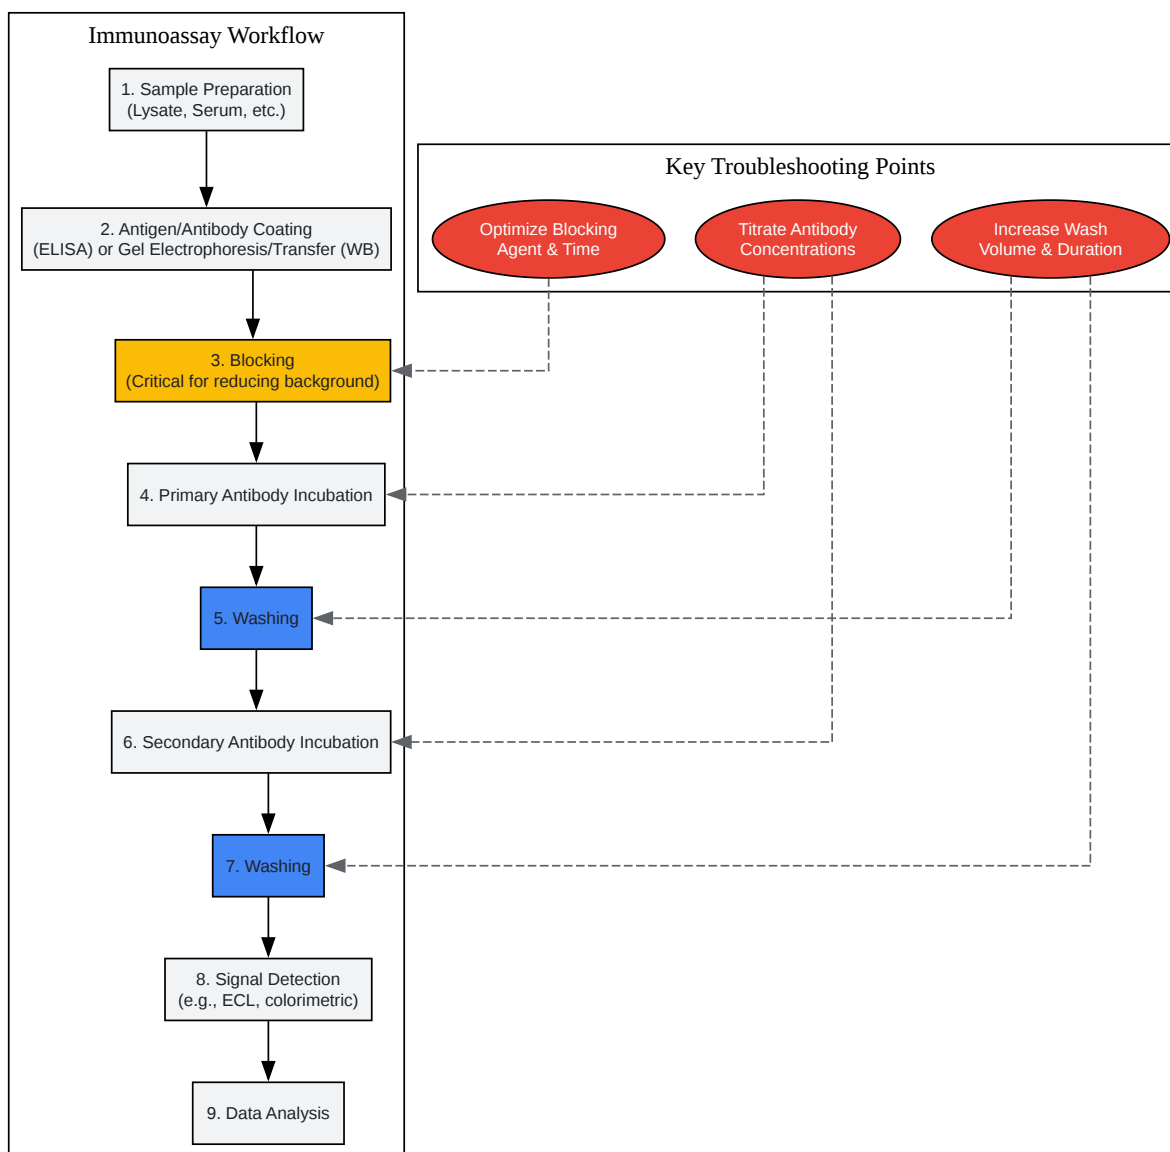 Immunoassay Workflow
1. Sample Preparation
(Lysate, Serum, etc.)
2. Antigen/Antibody Coating
(ELISA) or Gel Electrophoresis/Transfer (WB)
3. Blocking
(Critical for reducing background)
4. Primary Antibody Incubation
5. Washing
6. Secondary Antibody Incubation
7. Washing
8. Signal Detection
(e.g., ECL, colorimetric)
9. Data Analysis
Key Troubleshooting Points
Optimize Blocking
Agent & Time
Titrate Antibody
Concentrations
Increase Wash
Volume & Duration